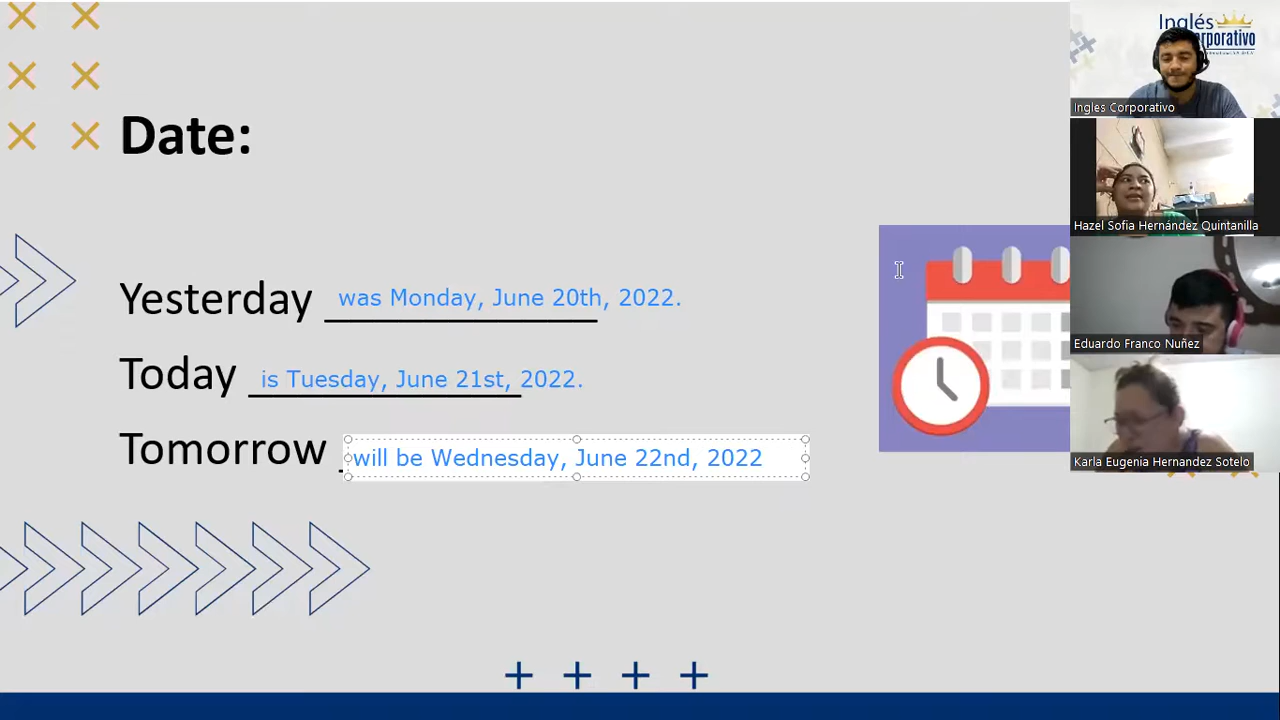 Date:
Yesterday was Monday, June 20th, 2022.
Today is Tuesday, June 21st, 2022.
Tomorrow will be Wednesday, June 22nd, 2022
Inglés
Ingles Corporativo
Hazel Sofia Hernández Quintanilla
Eduardo Franco Nuñez
Karla Eugenia Hernandez Sotelo